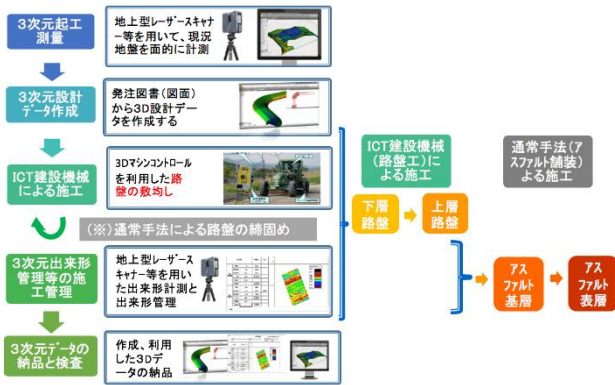 3次元起工
測量
地上型レーザースキャナ
ー等を用いて、現況
地盤を面的に計測
3次元設計
データ作成
発注図書（図面）
から3D設計デー
タを作成する
ICT建設機械
による施工
3Dマシンコントロール
を利用した路
盤の敷均し
（※）通常手法による路盤の締固め
3次元出来形
管理等の施
工管理
地上型レーザース
キャナー等を用い
た出来形計測と
出来形管理
3次元データの
納品と検査
作成、利用
した3Dデ
ータの納品
ICT建設機械
（路盤工）に
よる施工
下層
路盤
上層
路盤
通常手法（ア
スファルト舗装）
よる施工
アス
ファルト
基層
アス
ファルト
表層